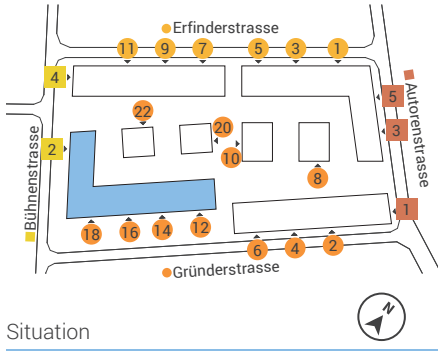 Erfinderstrasse
11 9 7 5 3 1
4
5
Autorenstrasse
22
20
3
2
10
8
Bühnenstrasse
1
18 16 14 12
6 4 2
Gründerstrasse
N
Situation